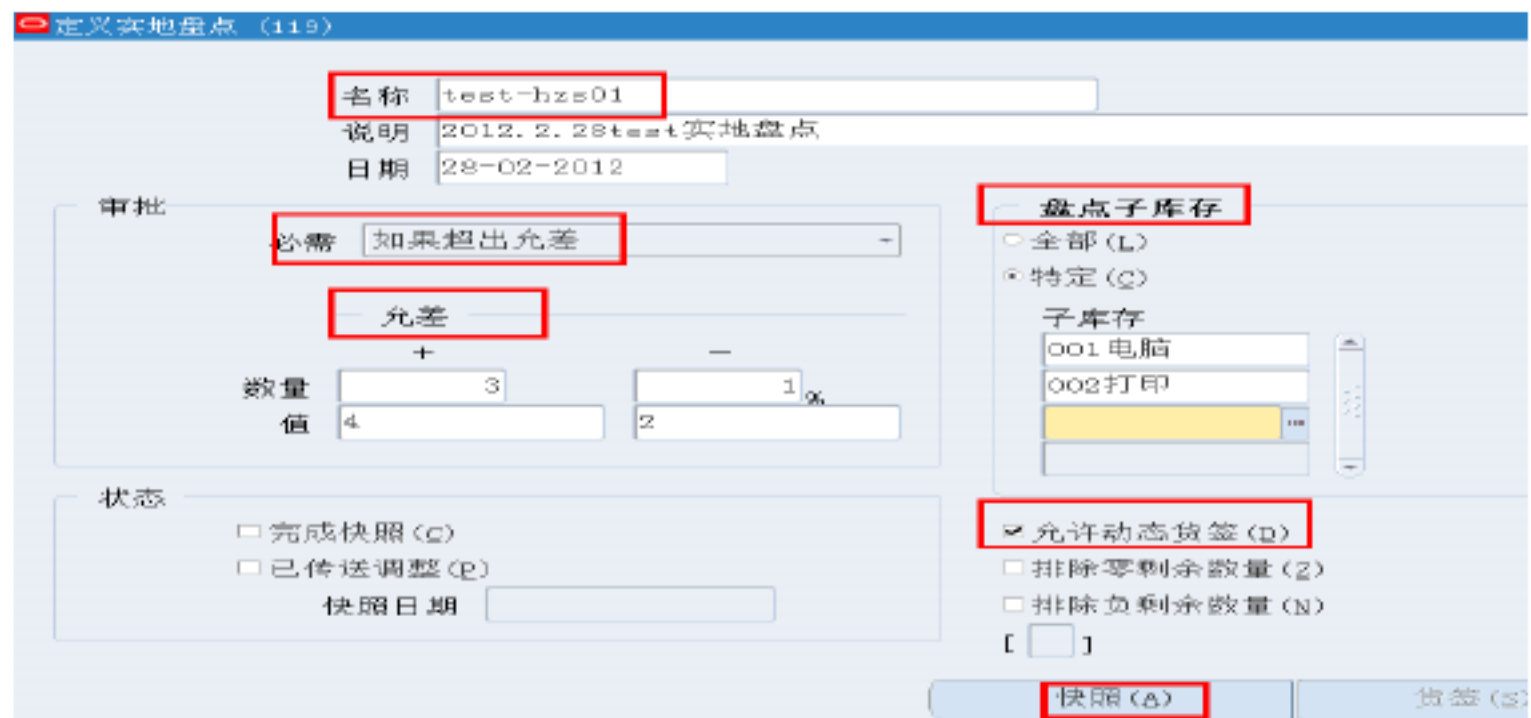 定义实地盘点 (119)
名称 test-hzs01
说明 2012.2.28test实地盘点
日期 28-02-2012
审批
必需 如果超出允差
允差
+ −
数量 3 1 %
值 4 2
盘点子库存
全部(L)
特定(C)
子库存
001电脑
002打印
状态
完成快照(C)
已传送调整(P)
快照日期
允许动态货签(D)
排除零剩余数量(Z)
排除负剩余数量(N)
[ ]
快照(A) 货签(S)